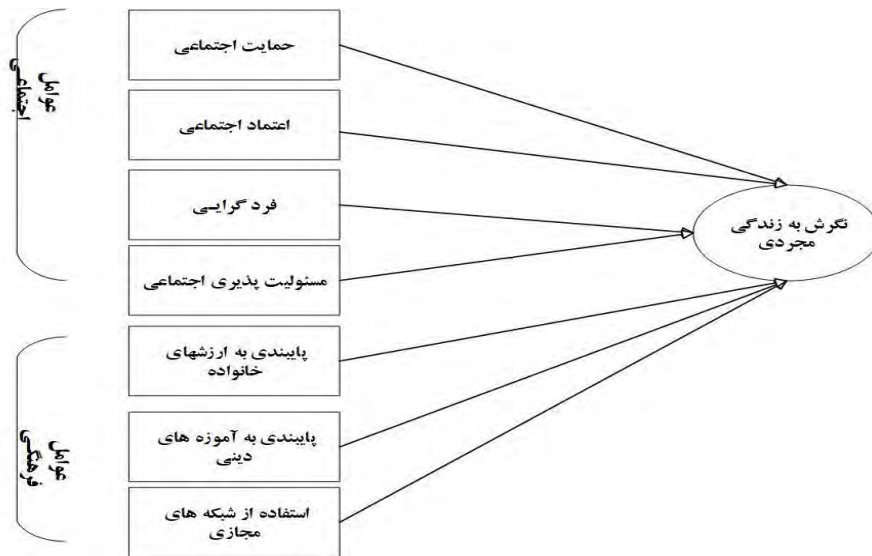 عوامل
اجتماعی
حمایت اجتماعی
اعتماد اجتماعی
فرد گرایی
مسئولیت پذیری اجتماعی
عوامل
فرهنگی
پایبندی به ارزشهای
خانواده
پایبندی به آموزه های
دینی
استفاده از شبکه های
مجازی
نگرش به زندگی
مجردی